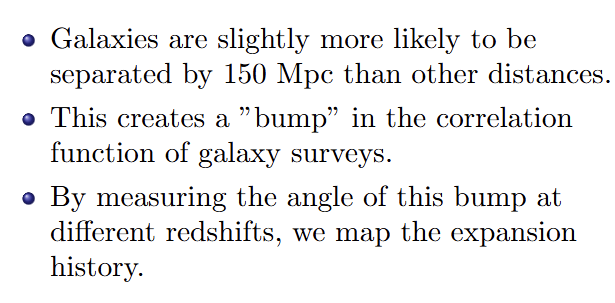 Galaxies are slightly more likely to be
separated by 150 Mpc than other distances.
This creates a ”bump” in the correlation
function of galaxy surveys.
By measuring the angle of this bump at
different redshifts, we map the expansion
history.